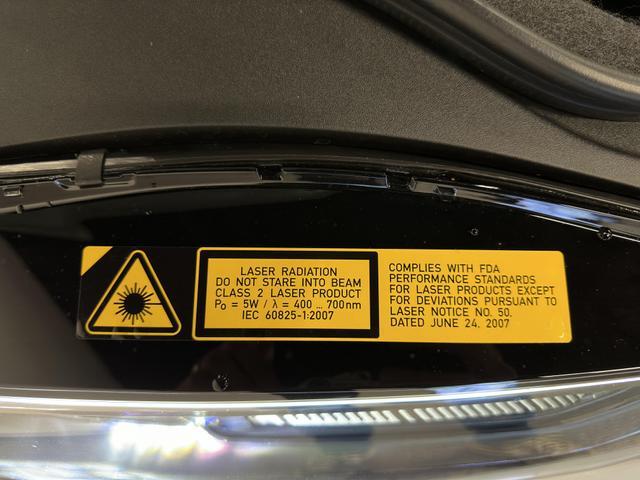 LASER RADIATION
DO NOT STARE INTO BEAM
CLASS 2 LASER PRODUCT
P₀ = 5W / λ = 400 ... 700nm
IEC 60825-1:2007
COMPLIES WITH FDA
PERFORMANCE STANDARDS
FOR LASER PRODUCTS EXCEPT
FOR DEVIATIONS PURSUANT TO
LASER NOTICE NO. 50.
DATED JUNE 24, 2007